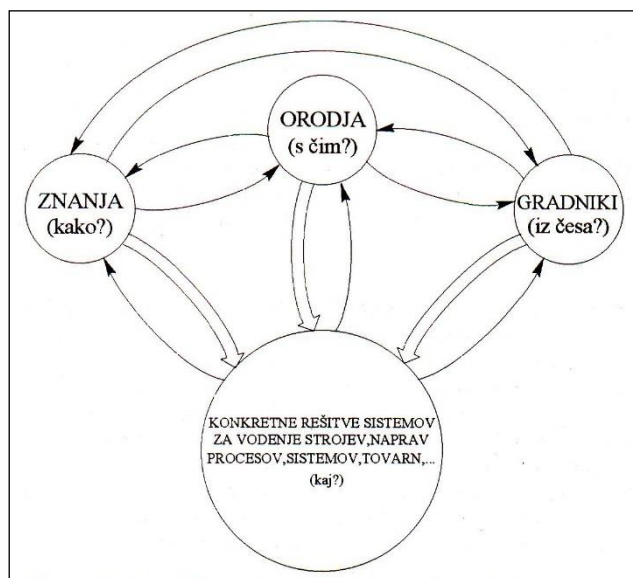 ORODJA
(s čim?)
ZNANJA
(kako?)
GRADNIKI
(iz česa?)
KONKRETNE REŠITVE SISTEMOV
ZA VODENJE STROJEV,NAPRAV
PROCESOV,SISTEMOV,TOVARN,...
(kaj?)